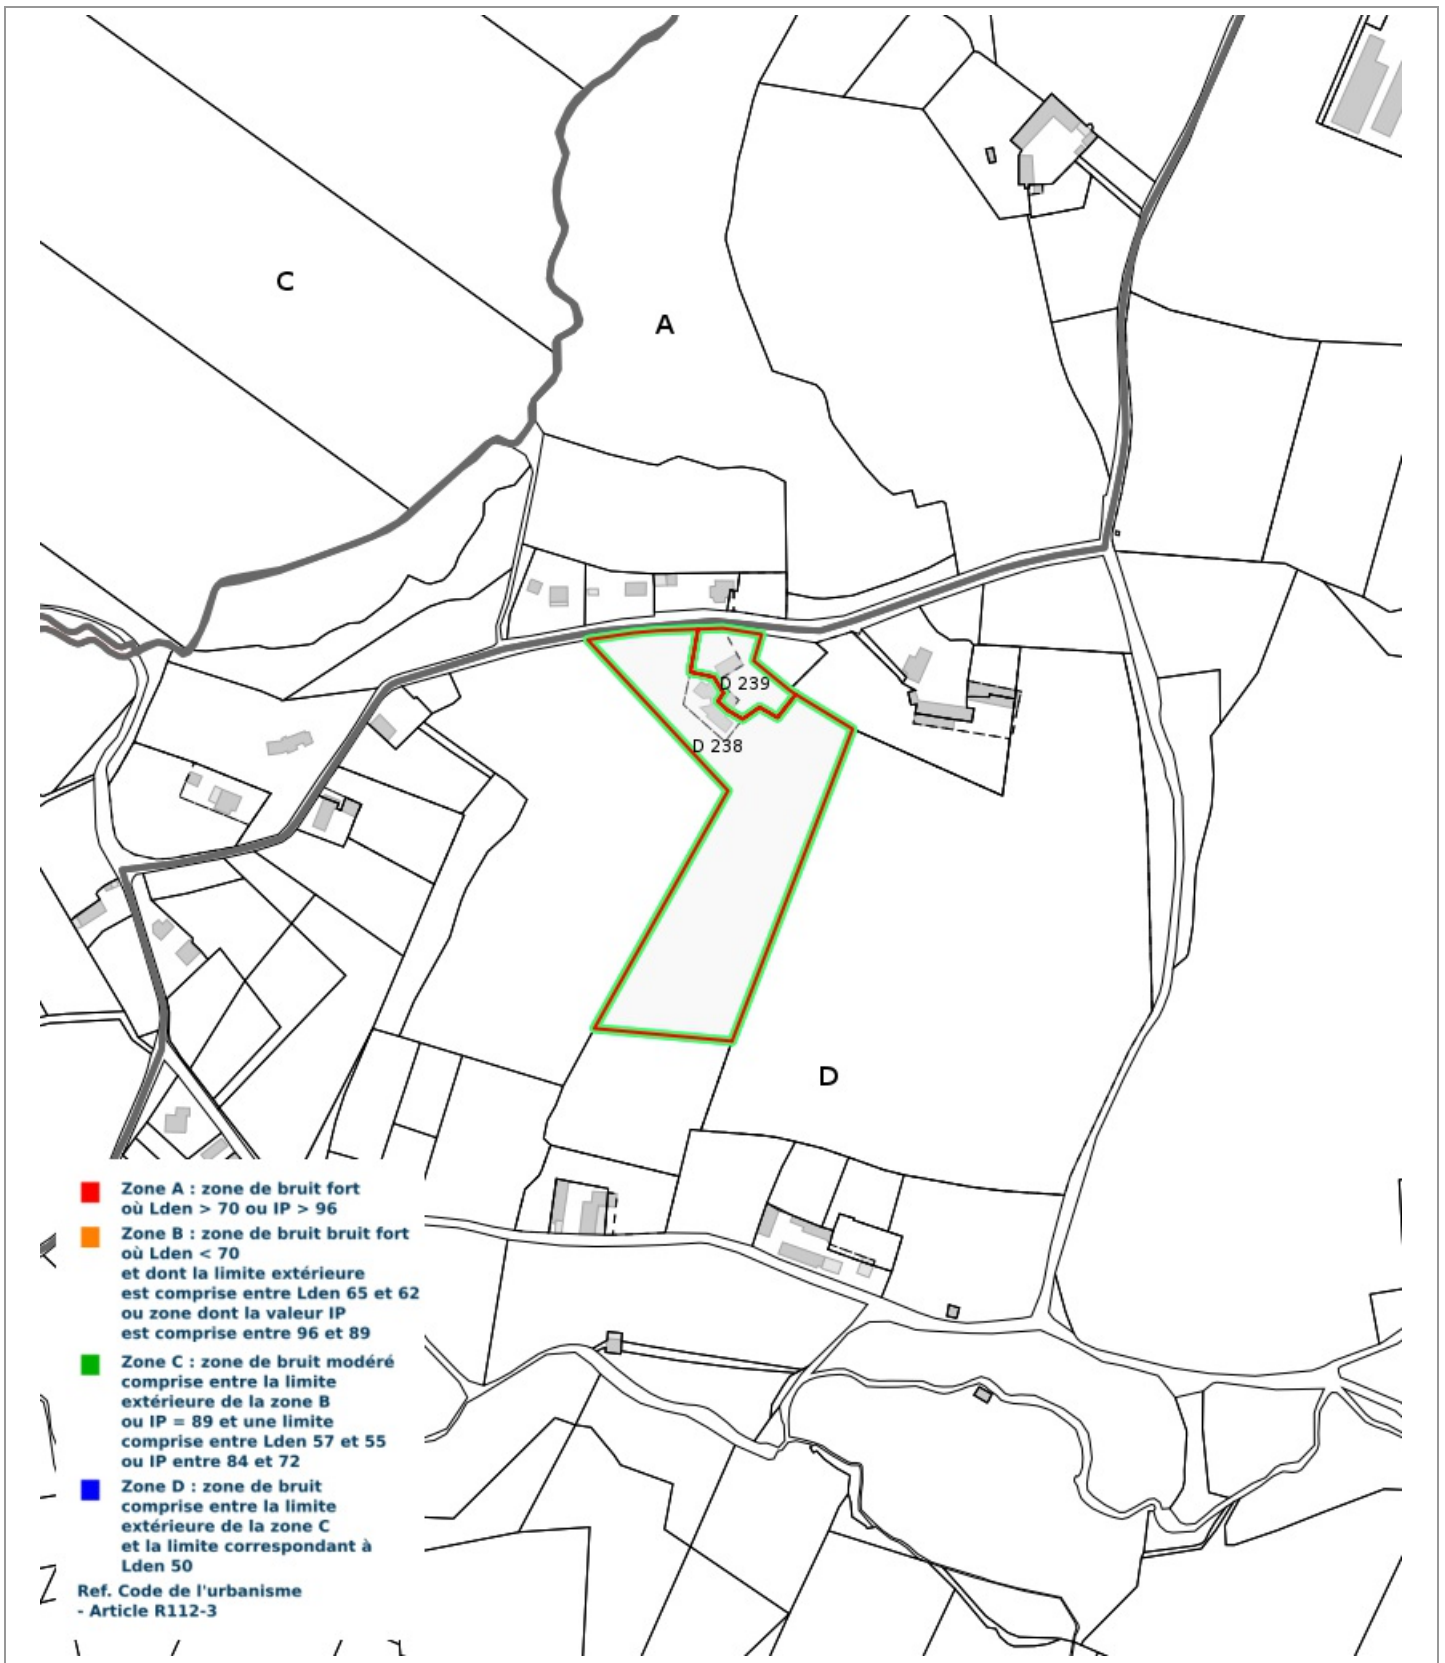 C
A
D 239
D 238
D
Zone A : zone de bruit fort
où Lden > 70 ou IP > 96
Zone B : zone de bruit bruit fort
où Lden < 70
et dont la limite extérieure
est comprise entre Lden 65 et 62
ou zone dont la valeur IP
est comprise entre 96 et 89
Zone C : zone de bruit modéré
comprise entre la limite
extérieure de la zone B
ou IP = 89 et une limite
comprise entre Lden 57 et 55
ou IP entre 84 et 72
Zone D : zone de bruit
comprise entre la limite
extérieure de la zone C
et la limite correspondant à
Lden 50
Ref. Code de l'urbanisme
- Article R112-3